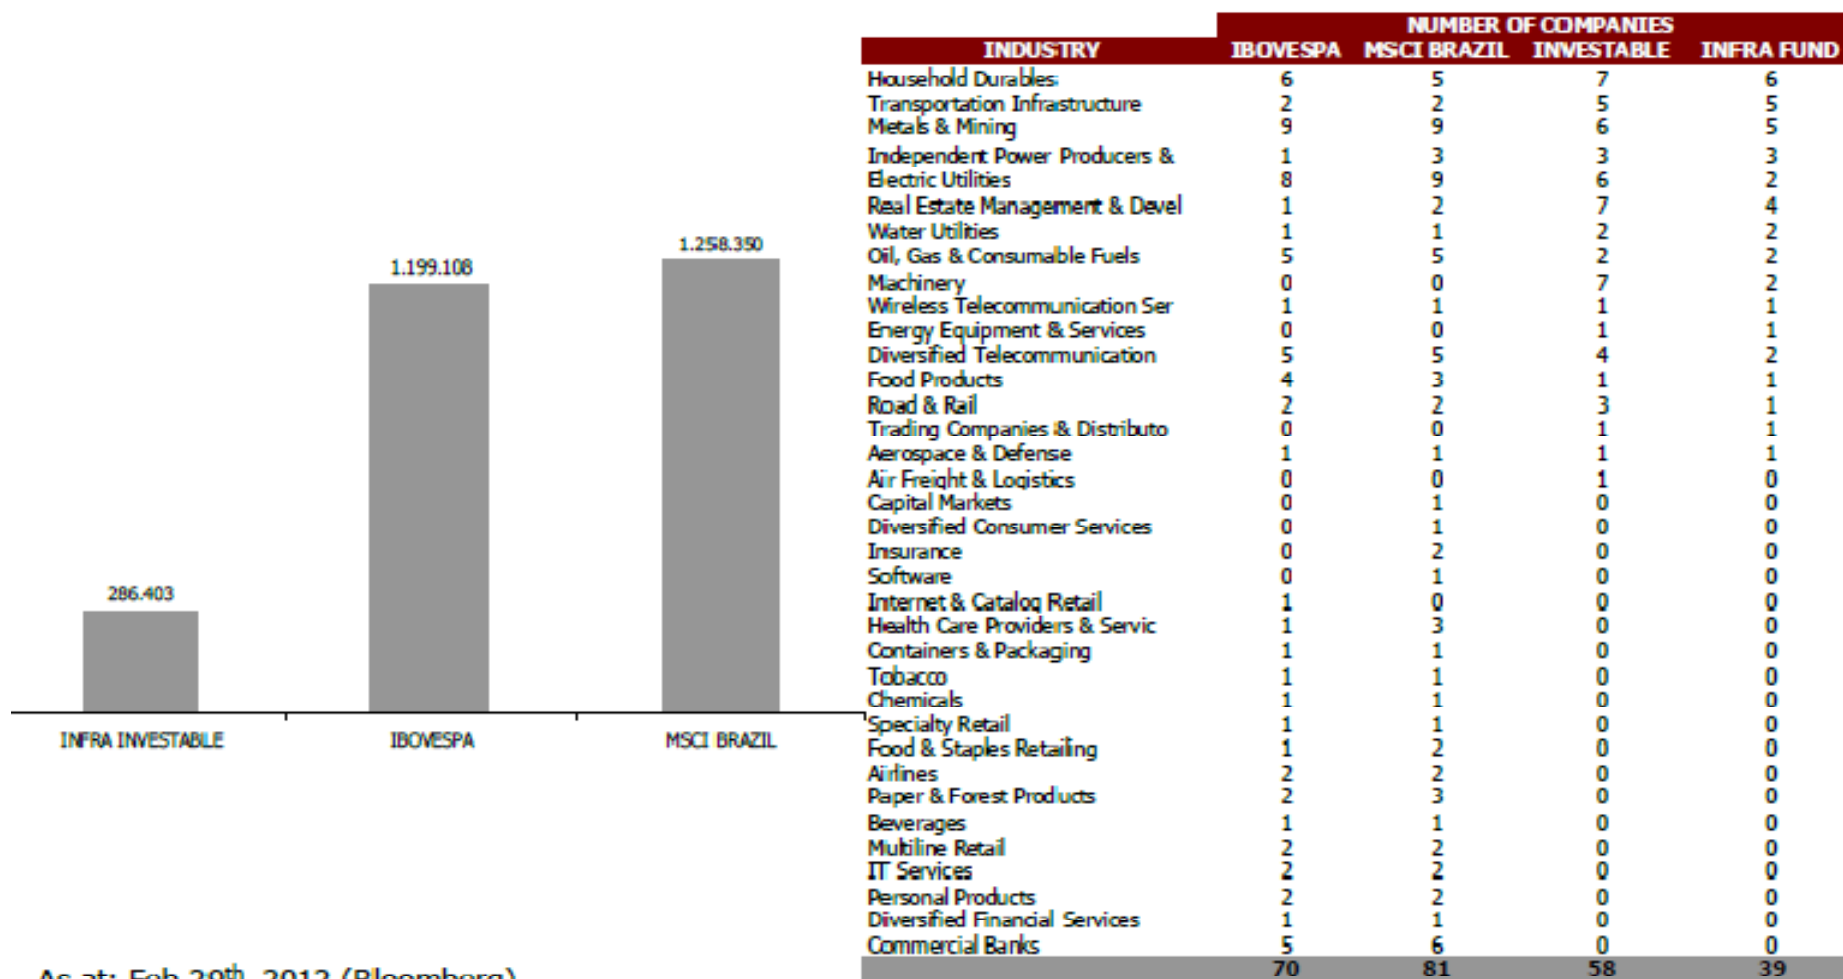 1.258.350
1.199.108
286.403
INFRA INVESTABLE IBOVESPA MSCI BRAZIL
NUMBER OF COMPANIES
INDUSTRY IBOVESPA MSCI BRAZIL INVESTABLE INFRA FUND
Household Durables 6 5 7 6
Transportation Infrastructure 2 2 5 5
Metals & Mining 9 9 6 5
Independent Power Producers & 1 3 3 3
Electric Utilities 8 9 6 2
Real Estate Management & Devel 1 2 7 4
Water Utilities 1 1 2 2
Oil, Gas & Consumable Fuels 5 5 2 2
Machinery 0 0 7 2
Wireless Telecommunication Ser 1 1 1 1
Energy Equipment & Services 0 0 1 1
Diversified Telecommunication 5 5 4 2
Food Products 4 3 1 1
Road & Rail 2 2 3 1
Trading Companies & Distributo 0 0 1 1
Aerospace & Defense 1 1 1 1
Air Freight & Logistics 0 0 1 0
Capital Markets 0 1 0 0
Diversified Consumer Services 0 1 0 0
Insurance 0 2 0 0
Software 0 1 0 0
Internet & Catalog Retail 1 0 0 0
Health Care Providers & Servic 1 3 0 0
Containers & Packaging 1 1 0 0
Tobacco 1 1 0 0
Chemicals 1 1 0 0
Specialty Retail 1 1 0 0
Food & Staples Retailing 1 2 0 0
Airlines 2 2 0 0
Paper & Forest Products 2 3 0 0
Beverages 1 1 0 0
Multiline Retail 2 2 0 0
IT Services 2 2 0 0
Personal Products 2 2 0 0
Diversified Financial Services 1 1 0 0
Commercial Banks 5 6 0 0
70 81 58 39
As at: Feb 29th, 2012 (Bloomberg)